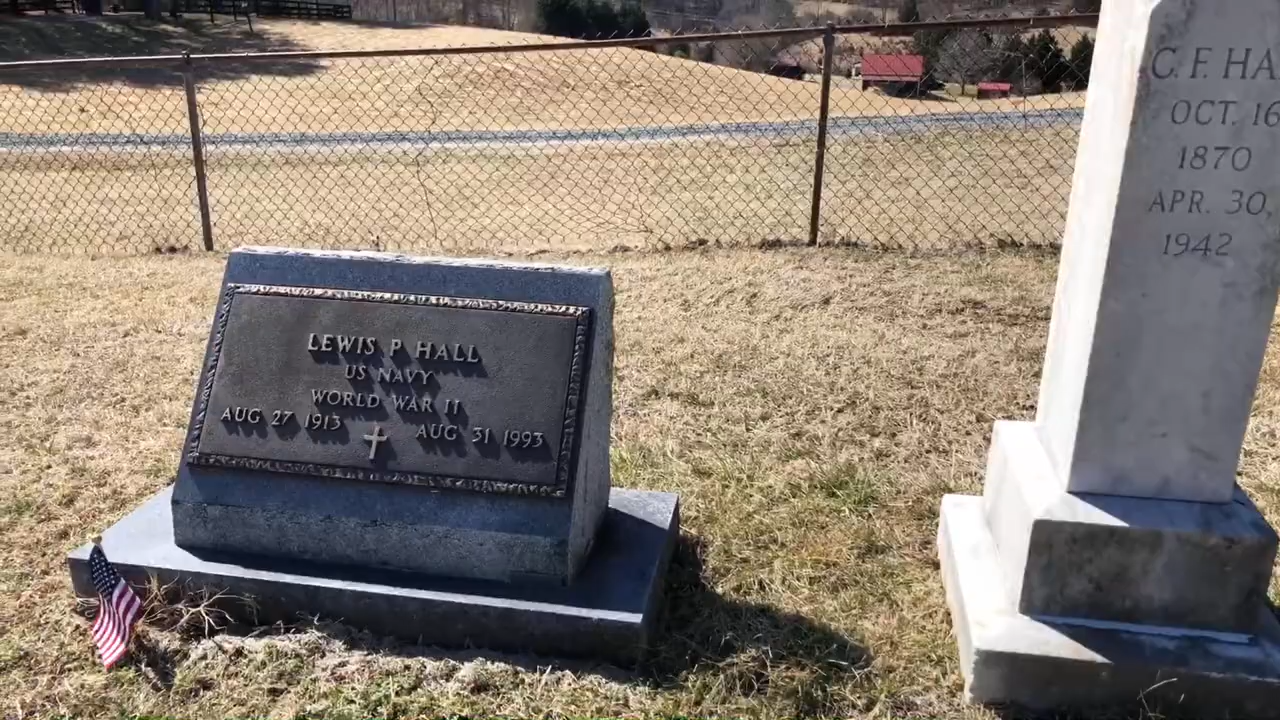 LEWIS P HALL
US NAVY
WORLD WAR II
AUG 27 1913 AUG 31 1993
C. F. HA
OCT. 16
1870
APR. 30,
1942